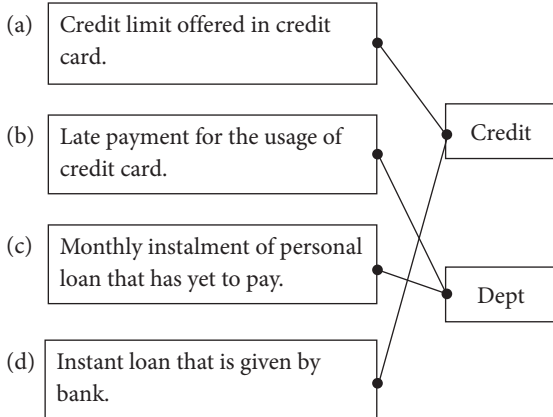 (a) Credit limit offered in credit
card.
Credit
(b) Late payment for the usage of
credit card.
(c) Monthly instalment of personal
loan that has yet to pay.
Dept
(d) Instant loan that is given by
bank.